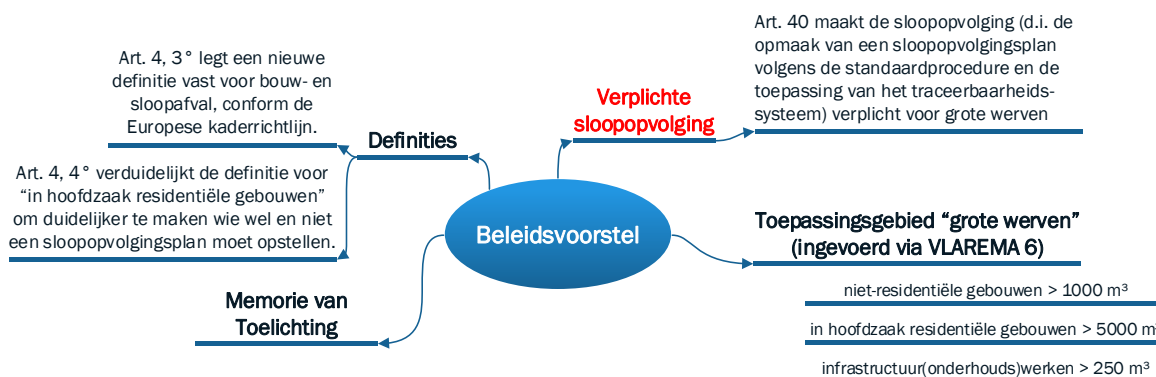 Art. 4, 3° legt een nieuwe
definitie vast voor bouw- en
sloopafval, conform de
Europese kaderrichtlijn.
Definities
Art. 4, 4° verduidelijkt de definitie voor
“in hoofdzaak residentiële gebouwen”
om duidelijker te maken wie wel en niet
een sloopopvolgingsplan moet opstellen.
Memorie van
Toelichting
Beleidsvoorstel
Verplichte
sloopopvolging
Art. 40 maakt de sloopopvolging (d.i. de
opmaak van een sloopopvolgingsplan
volgens de standaardprocedure en de
toepassing van het traceerbaarheids-
systeem) verplicht voor grote werven
Toepassingsgebied “grote werven”
(ingevoerd via VLAREMA 6)
niet-residentiële gebouwen > 1000 m³
in hoofdzaak residentiële gebouwen > 5000 m
infrastructuur(onderhouds)werken > 250 m³